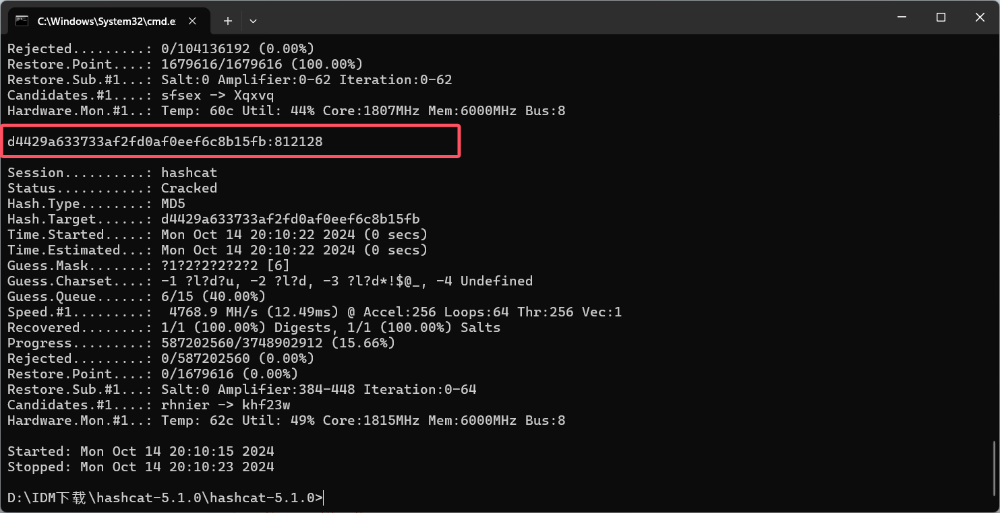 C:\Windows\System32\cmd.e:
Rejected.........: 0/104136192 (0.00%)
Restore.Point....: 1679616/1679616 (100.00%)
Restore.Sub.#1...: Salt:0 Amplifier:0-62 Iteration:0-62
Candidates.#1....: sfsex -> Xqxvq
Hardware.Mon.#1..: Temp: 60c Util: 44% Core:1807MHz Mem:6000MHz Bus:8
d4429a633733af2fd0af0eef6c8b15fb:812128
Session..........: hashcat
Status...........: Cracked
Hash.Type........: MD5
Hash.Target......: d4429a633733af2fd0af0eef6c8b15fb
Time.Started.....: Mon Oct 14 20:10:22 2024 (0 secs)
Time.Estimated...: Mon Oct 14 20:10:22 2024 (0 secs)
Guess.Mask.......: ?1?2?2?2?2?2 [6]
Guess.Charset....: -1 ?l?d?u, -2 ?l?d, -3 ?l?d*!$@_, -4 Undefined
Guess.Queue......: 6/15 (40.00%)
Speed.#1.........:  4768.9 MH/s (12.49ms) @ Accel:256 Loops:64 Thr:256 Vec:1
Recovered........: 1/1 (100.00%) Digests, 1/1 (100.00%) Salts
Progress.........: 587202560/3748902912 (15.66%)
Rejected.........: 0/587202560 (0.00%)
Restore.Point....: 0/1679616 (0.00%)
Restore.Sub.#1...: Salt:0 Amplifier:384-448 Iteration:0-64
Candidates.#1....: rhnier -> khf23w
Hardware.Mon.#1..: Temp: 62c Util: 49% Core:1815MHz Mem:6000MHz Bus:8
Started: Mon Oct 14 20:10:15 2024
Stopped: Mon Oct 14 20:10:23 2024
D:\IDM下载\hashcat-5.1.0\hashcat-5.1.0>